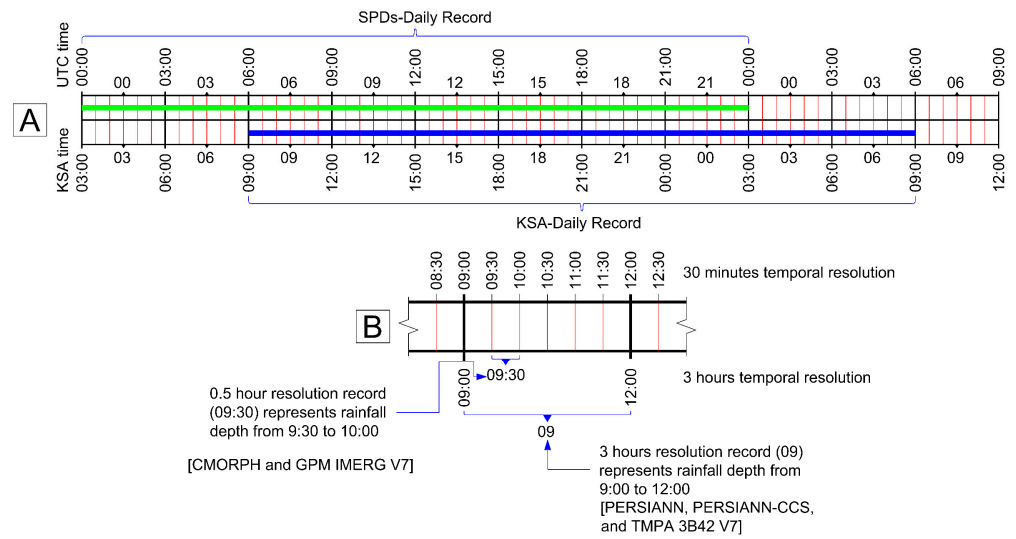 SPDs-Daily Record
UTC time
00:00 03:00 06:00 09:00 12:00 15:00 18:00 21:00 00:00 03:00 06:00 09:00
00 03 06 09 12 15 18 21 00 03 06
A
KSA time
03 06 09 12 15 18 21 00 03 06 09
03:00 06:00 09:00 12:00 15:00 18:00 21:00 00:00 03:00 06:00 09:00 12:00
KSA-Daily Record
08:30 09:00 09:30 10:00 10:30 11:00 11:30 12:00 12:30
30 minutes temporal resolution
B
09:00 09:30 12:00
3 hours temporal resolution
0.5 hour resolution record
(09:30) represents rainfall
depth from 9:30 to 10:00
[CMORPH and GPM IMERG V7]
09
3 hours resolution record (09)
represents rainfall depth from
9:00 to 12:00
[PERSIANN, PERSIANN-CCS,
and TMPA 3B42 V7]